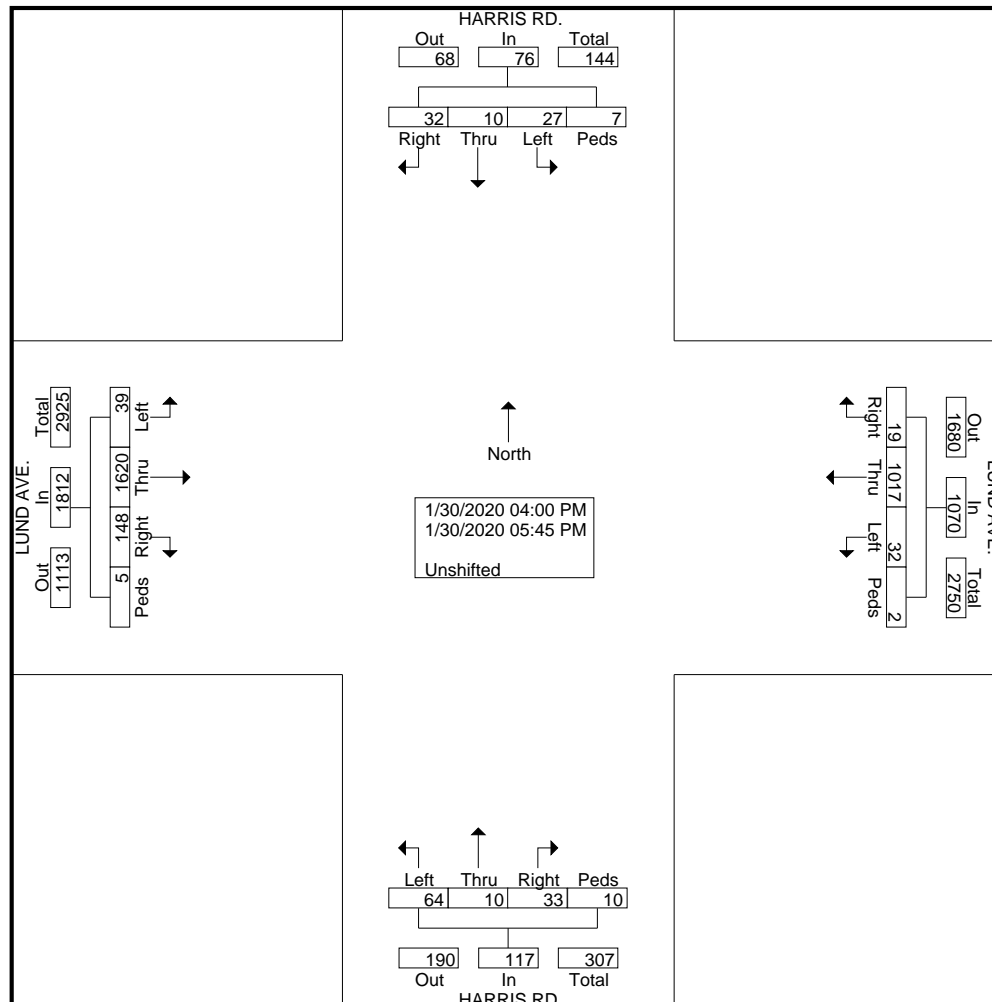 HARRIS RD.
Out In Total
68 76 144
32 10 27 7
Right Thru Left Peds
LUND AVE.
Total In Out
2925 1812 1113
39 1620 148 5
Left Thru Right Peds
North
1/30/2020 04:00 PM
1/30/2020 05:45 PM
Unshifted
Right Thru Left Peds
19 1017 32 2
Out In Total
1680 1070 2750
LUND AVE.
Left Thru Right Peds
64 10 33 10
190 117 307
Out In Total
HARRIS RD.